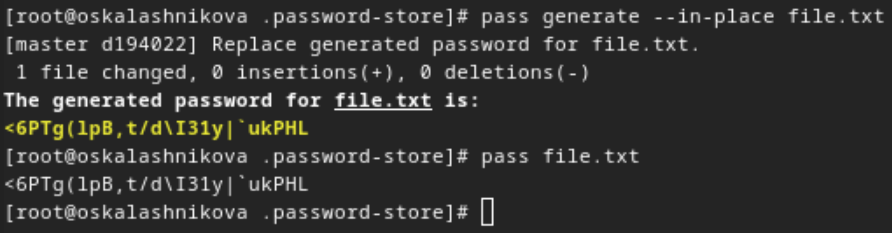 [root@oskalashnikova .password-store]# pass generate --in-place file.txt
[master d194022] Replace generated password for file.txt.
 1 file changed, 0 insertions(+), 0 deletions(-)
The generated password for file.txt is:
<6PTg(lpB,t/d\I31y|`ukPHL
[root@oskalashnikova .password-store]# pass file.txt
<6PTg(lpB,t/d\I31y|`ukPHL
[root@oskalashnikova .password-store]#